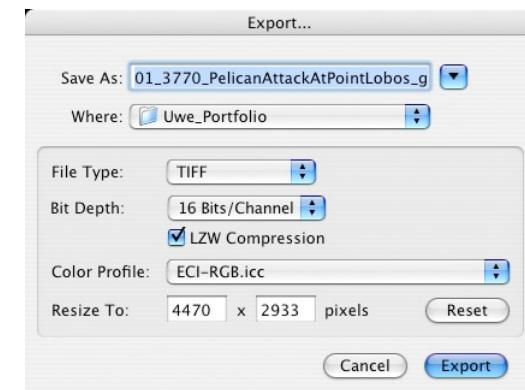 Export...
Save As: 01_3770_PelicanAttackAtPointLobos_g
Where: Uwe_Portfolio
File Type: TIFF
Bit Depth: 16 Bits/Channel
LZW Compression
Color Profile: ECI-RGB.icc
Resize To: 4470 x 2933 pixels Reset
Cancel Export